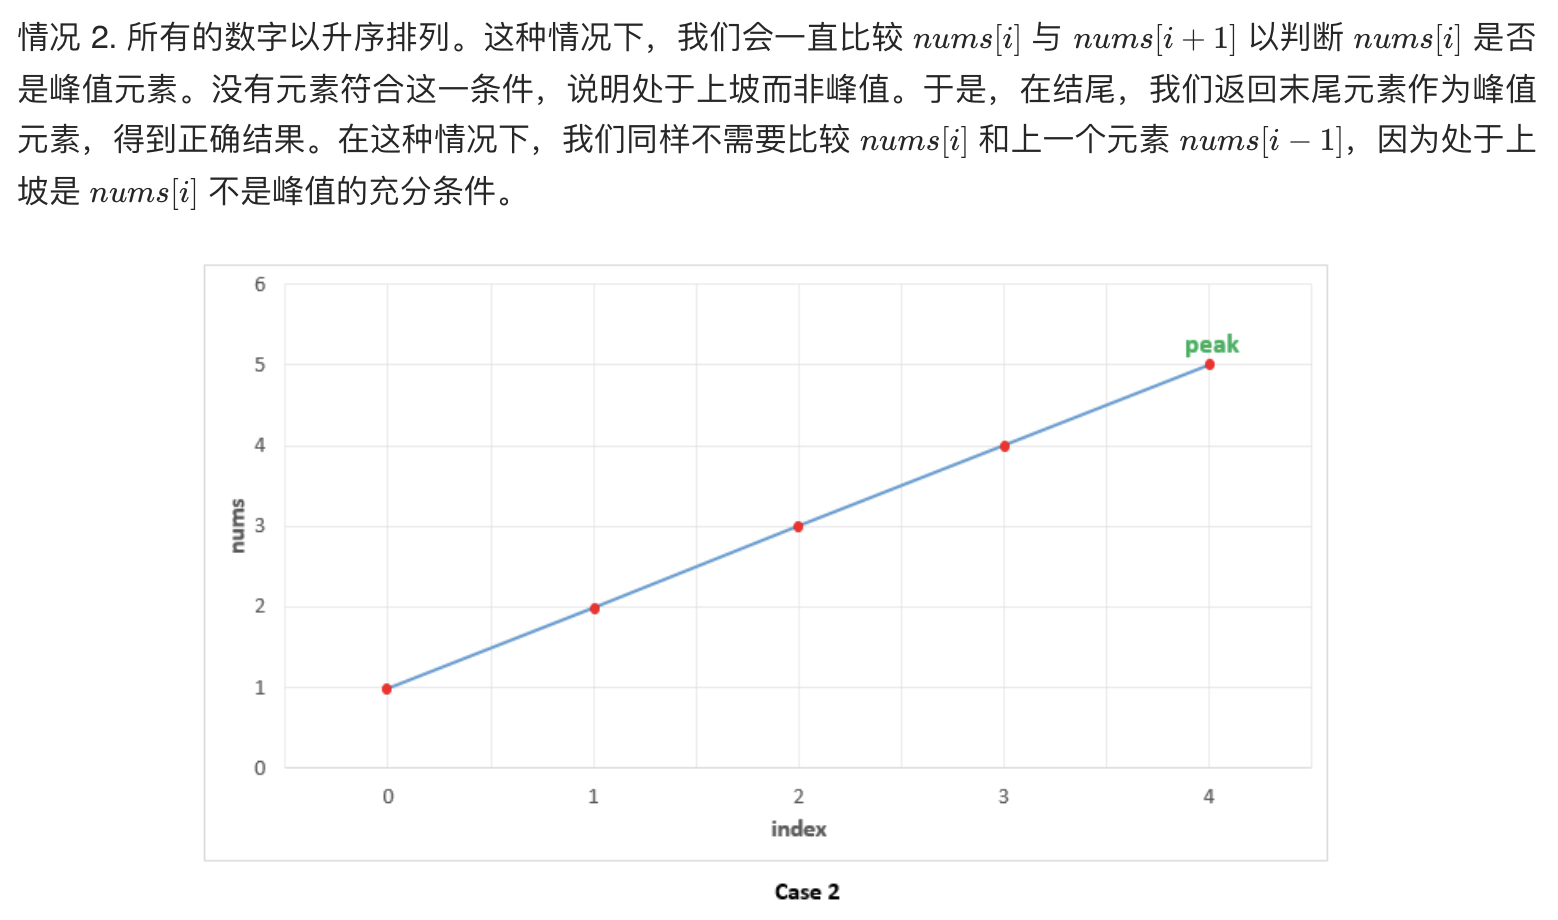 情况 2. 所有的数字以升序排列。这种情况下，我们会一直比较 nums[i] 与 nums[i + 1] 以判断 nums[i] 是否
是峰值元素。没有元素符合这一条件，说明处于上坡而非峰值。于是，在结尾，我们返回末尾元素作为峰值
元素，得到正确结果。在这种情况下，我们同样不需要比较 nums[i] 和上一个元素 nums[i − 1]，因为处于上
坡是 nums[i] 不是峰值的充分条件。
6
peak
5
4
3
nums
2
1
0
0 1 2 3 4
index
Case 2